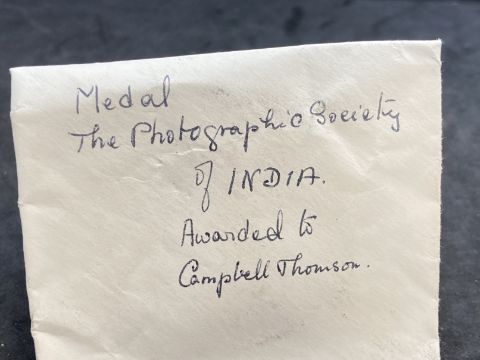 Medal
The Photographic Society
of INDIA.
Awarded to
Campbell Thomson.